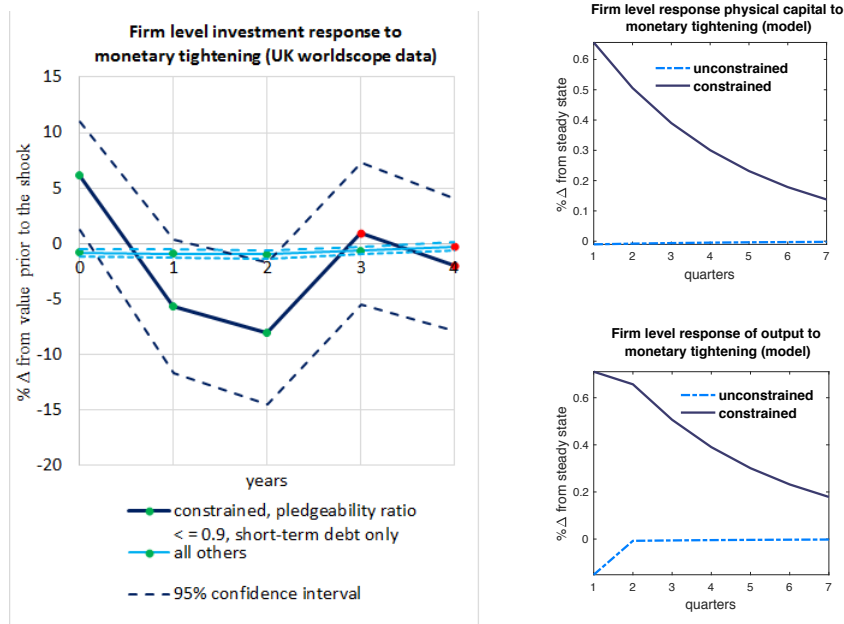 Firm level investment response to
monetary tightening (UK worldscope data)
% Δ from value prior to the shock
15
10
5
0
-5
-10
-15
-20
0
1
2
3
4
years
constrained, pledgeability ratio
< = 0.9, short-term debt only
all others
95% confidence interval
Firm level response physical capital to
monetary tightening (model)
% Δ from steady state
0.6
0.5
0.4
0.3
0.2
0.1
0
unconstrained
constrained
1
2
3
4
5
6
7
quarters
Firm level response of output to
monetary tightening (model)
% Δ from steady state
0.6
0.4
0.2
0
unconstrained
constrained
1
2
3
4
5
6
7
quarters